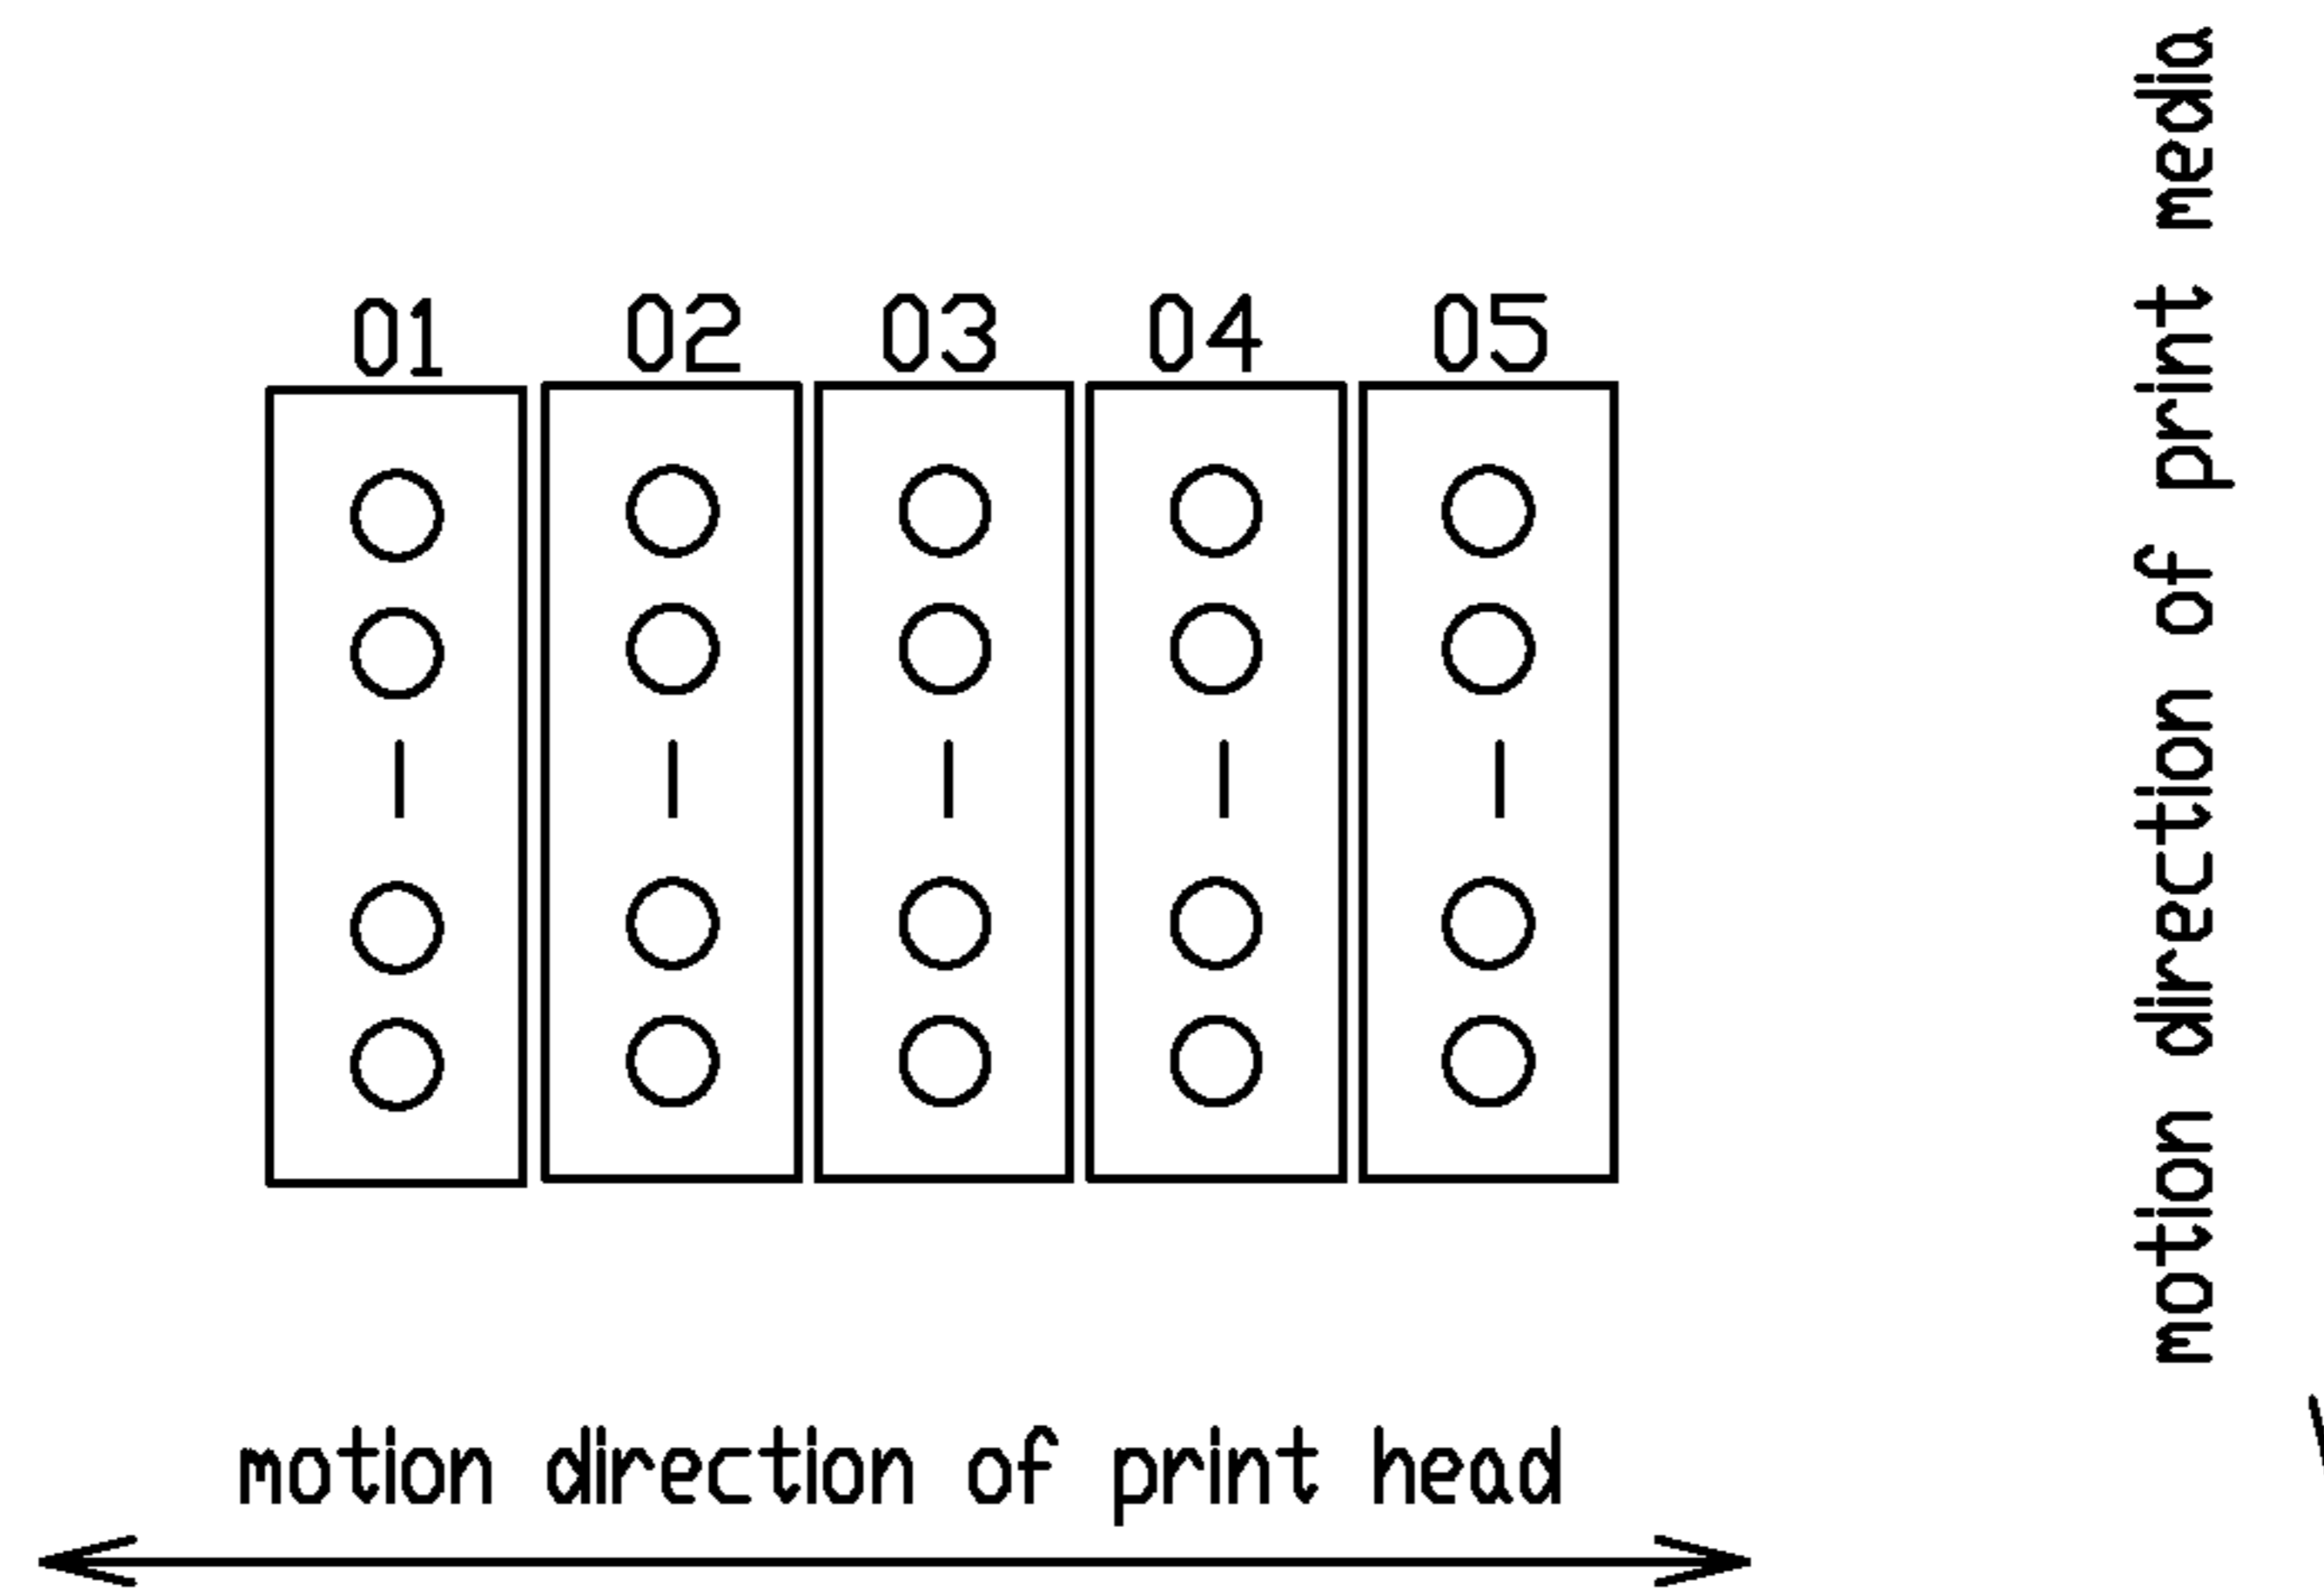 01 02 03 04 05
motion direction of print head
motion direction of print media